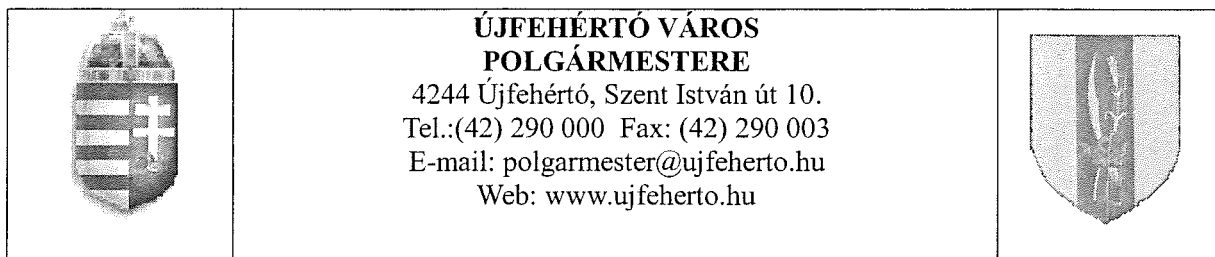 ÚJFEHÉRTÓ VÁROS
POLGÁRMESTERE
4244 Újfehértó, Szent István út 10.
Tel.:(42) 290 000 Fax: (42) 290 003
E-mail: polgarmester@ujfeherto.hu
Web: www.ujfeherto.hu